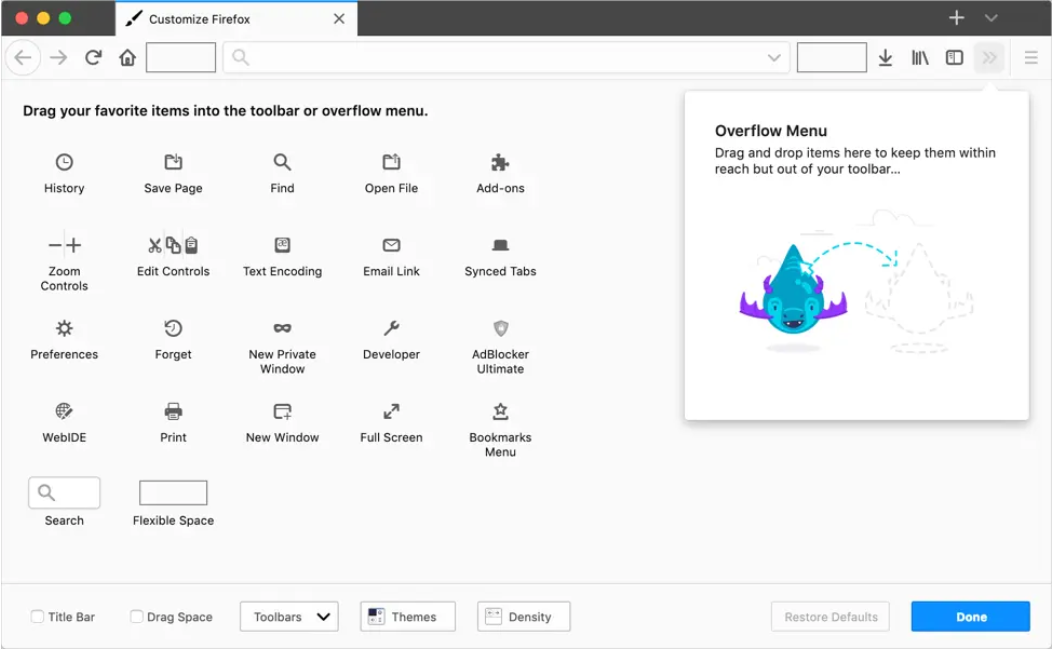 Customize Firefox
Drag your favorite items into the toolbar or overflow menu.
Overflow Menu
Drag and drop items here to keep them within
reach but out of your toolbar...
History
Save Page
Find
Open File
Add-ons
Zoom
Controls
Edit Controls
Text Encoding
Email Link
Synced Tabs
Preferences
Forget
New Private
Window
Developer
AdBlocker
Ultimate
WebIDE
Print
New Window
Full Screen
Bookmarks
Menu
Search
Flexible Space
Title Bar
Drag Space
Toolbars
Themes
Density
Restore Defaults
Done